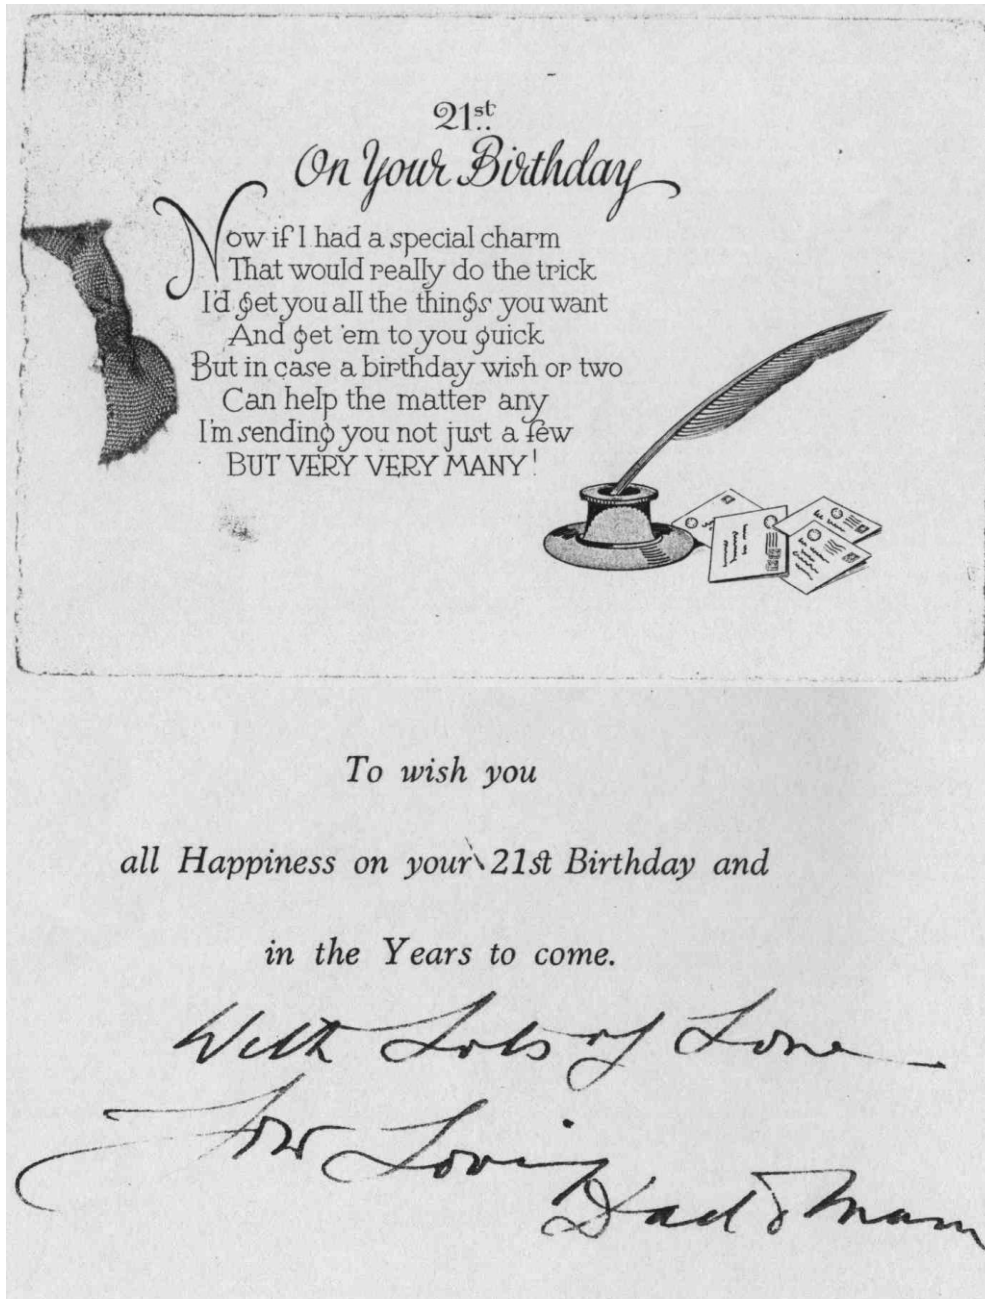 21st
On Your Birthday
Now if I had a special charm
That would really do the trick
I'd get you all the things you want
And get 'em to you quick
But in case a birthday wish or two
Can help the matter any
I'm sending you not just a few
BUT VERY VERY MANY!
To wish you
all Happiness on your 21st Birthday and
in the Years to come.
With Lots of Love
Loving
Dad & Mam